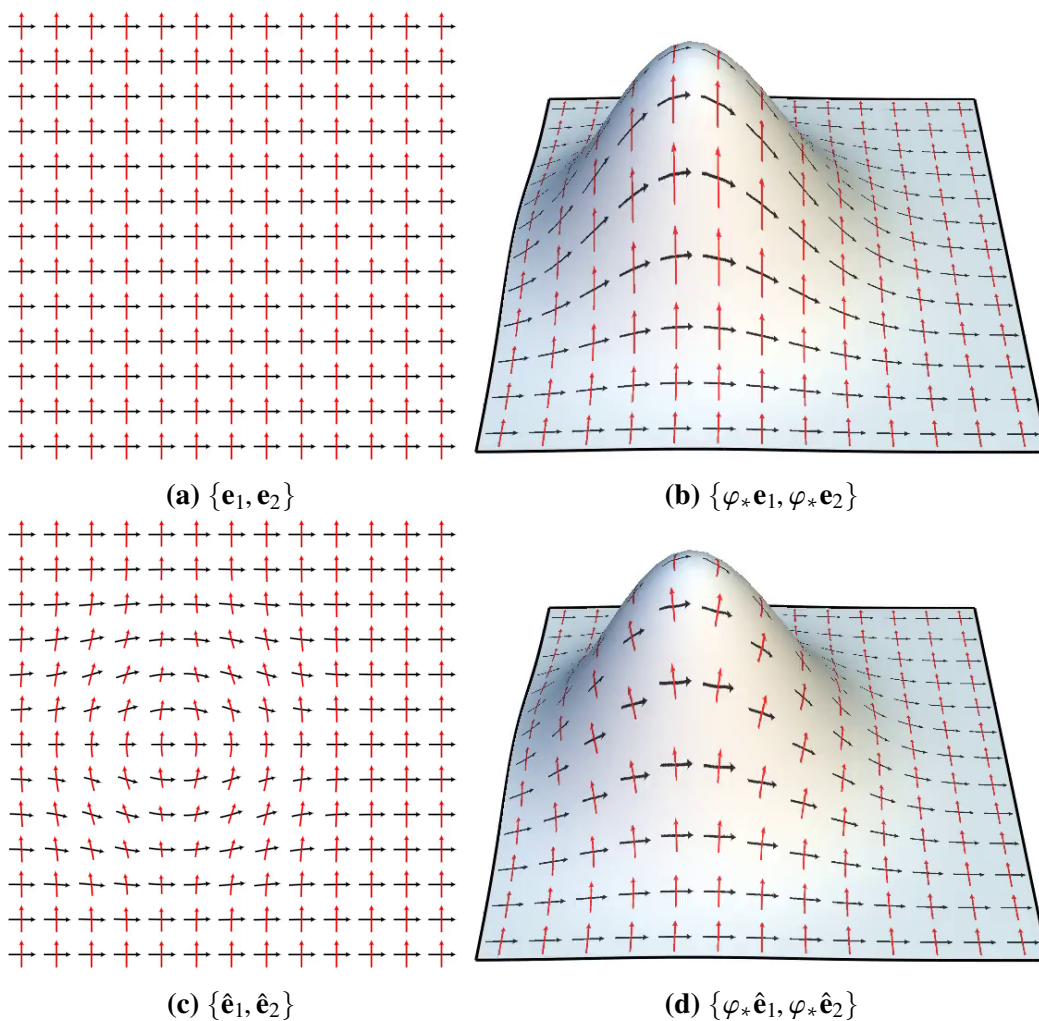 (a) {e₁, e₂}
(b) {φ∗e₁, φ∗e₂}
(c) {ê₁, ê₂}
(d) {φ∗ê₁, φ∗ê₂}